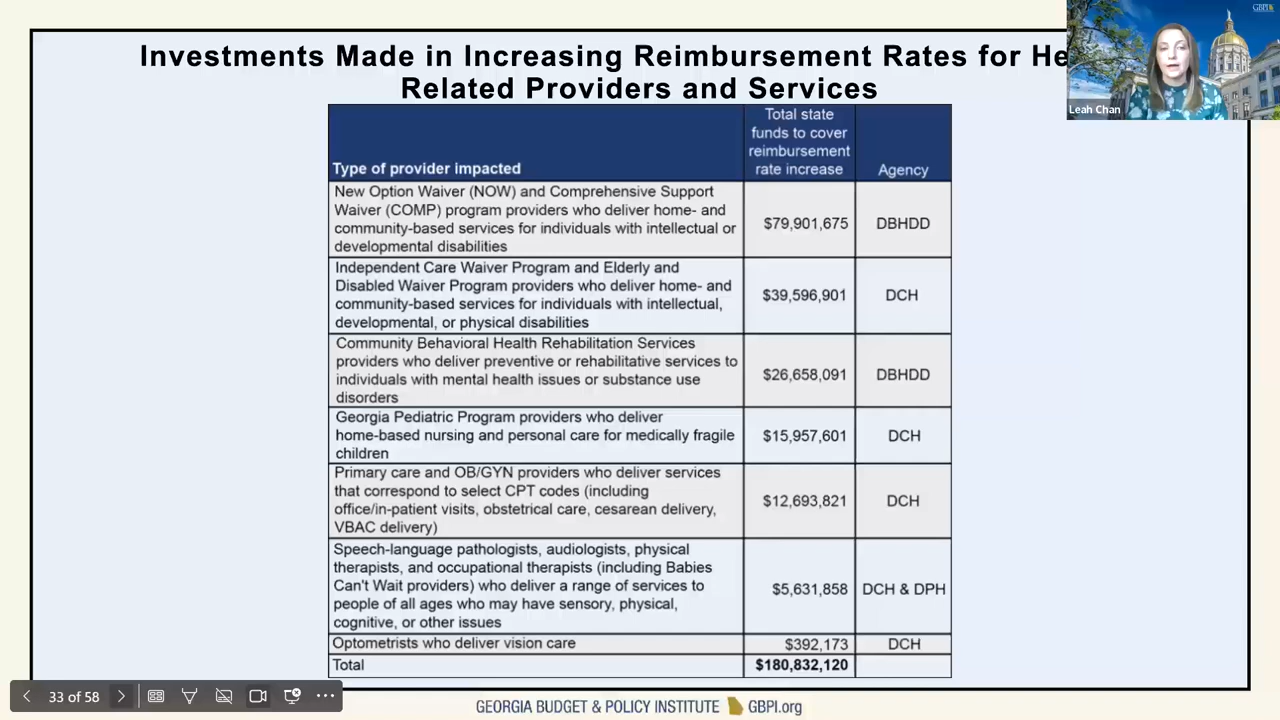 Investments Made in Increasing Reimbursement Rates for He
Related Providers and Services
GBPI
Leah Chan
Type of provider impacted
Total state
funds to cover
reimbursement
rate increase
Agency
New Option Waiver (NOW) and Comprehensive Support
Waiver (COMP) program providers who deliver home- and
community-based services for individuals with intellectual or
developmental disabilities
$79,901,675
DBHDD
Independent Care Waiver Program and Elderly and
Disabled Waiver Program providers who deliver home- and
community-based services for individuals with intellectual,
developmental, or physical disabilities
$39,596,901
DCH
Community Behavioral Health Rehabilitation Services
providers who deliver preventive or rehabilitative services to
individuals with mental health issues or substance use
disorders
$26,658,091
DBHDD
Georgia Pediatric Program providers who deliver
home-based nursing and personal care for medically fragile
children
$15,957,601
DCH
Primary care and OB/GYN providers who deliver services
that correspond to select CPT codes (including
office/in-patient visits, obstetrical care, cesarean delivery,
VBAC delivery)
$12,693,821
DCH
Speech-language pathologists, audiologists, physical
therapists, and occupational therapists (including Babies
Can't Wait providers) who deliver a range of services to
people of all ages who may have sensory, physical,
cognitive, or other issues
$5,631,858
DCH & DPH
Optometrists who deliver vision care
$392,173
DCH
Total
$180,832,120
33 of 58
GEORGIA BUDGET & POLICY INSTITUTE GBPI.org